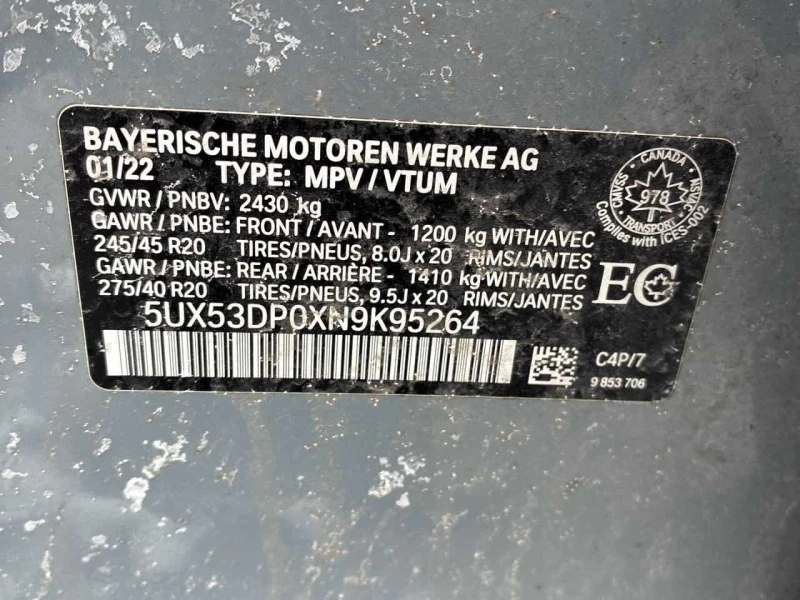 BAYERISCHE MOTOREN WERKE AG
01/22 TYPE: MPV / VTUM
GVWR / PNBV: 2430 kg
GAWR / PNBE: FRONT / AVANT - 1200 kg WITH/AVEC
245/45 R20 TIRES/PNEUS, 8.0J x 20 RIMS/JANTES
GAWR / PNBE: REAR / ARRIÈRE - 1410 kg WITH/AVEC
275/40 R20 TIRES/PNEUS, 9.5J x 20 RIMS/JANTES
5UX53DP0XN9K95264
CANADA
CMVSS
NSVAC
978
TRANSPORT
Complies with ICES-002
EC
C4P/7
9 853 706